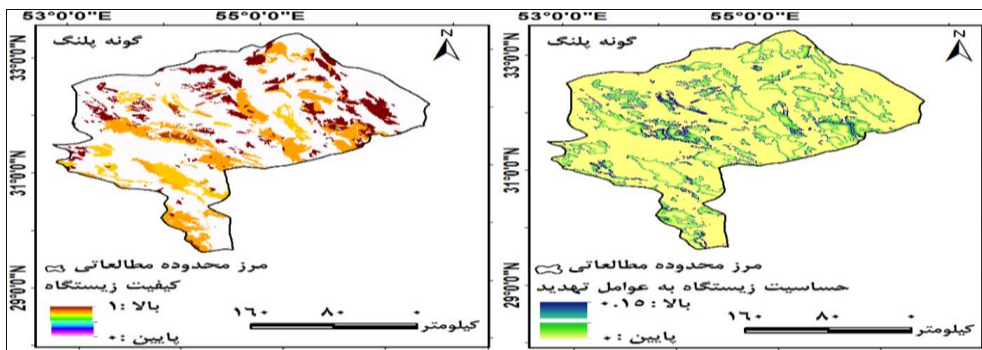 53°0'0"E 55°0'0"E
گونه پلنگ
N
33°0'0"N
31°0'0"N
29°0'0"N
مرز محدوده مطالعاتی
کیفیت زیستگاه
بالا : ۱
پایین : ۰
۱۶۰ ۸۰ ۰
کیلومتر
53°0'0"E 55°0'0"E
گونه پلنگ
N
33°0'0"N
31°0'0"N
29°0'0"N
مرز محدوده مطالعاتی
حساسیت زیستگاه به عوامل تهدید
بالا : ۰.۱۵
پایین : ۰
۱۶۰ ۸۰ ۰
کیلومتر